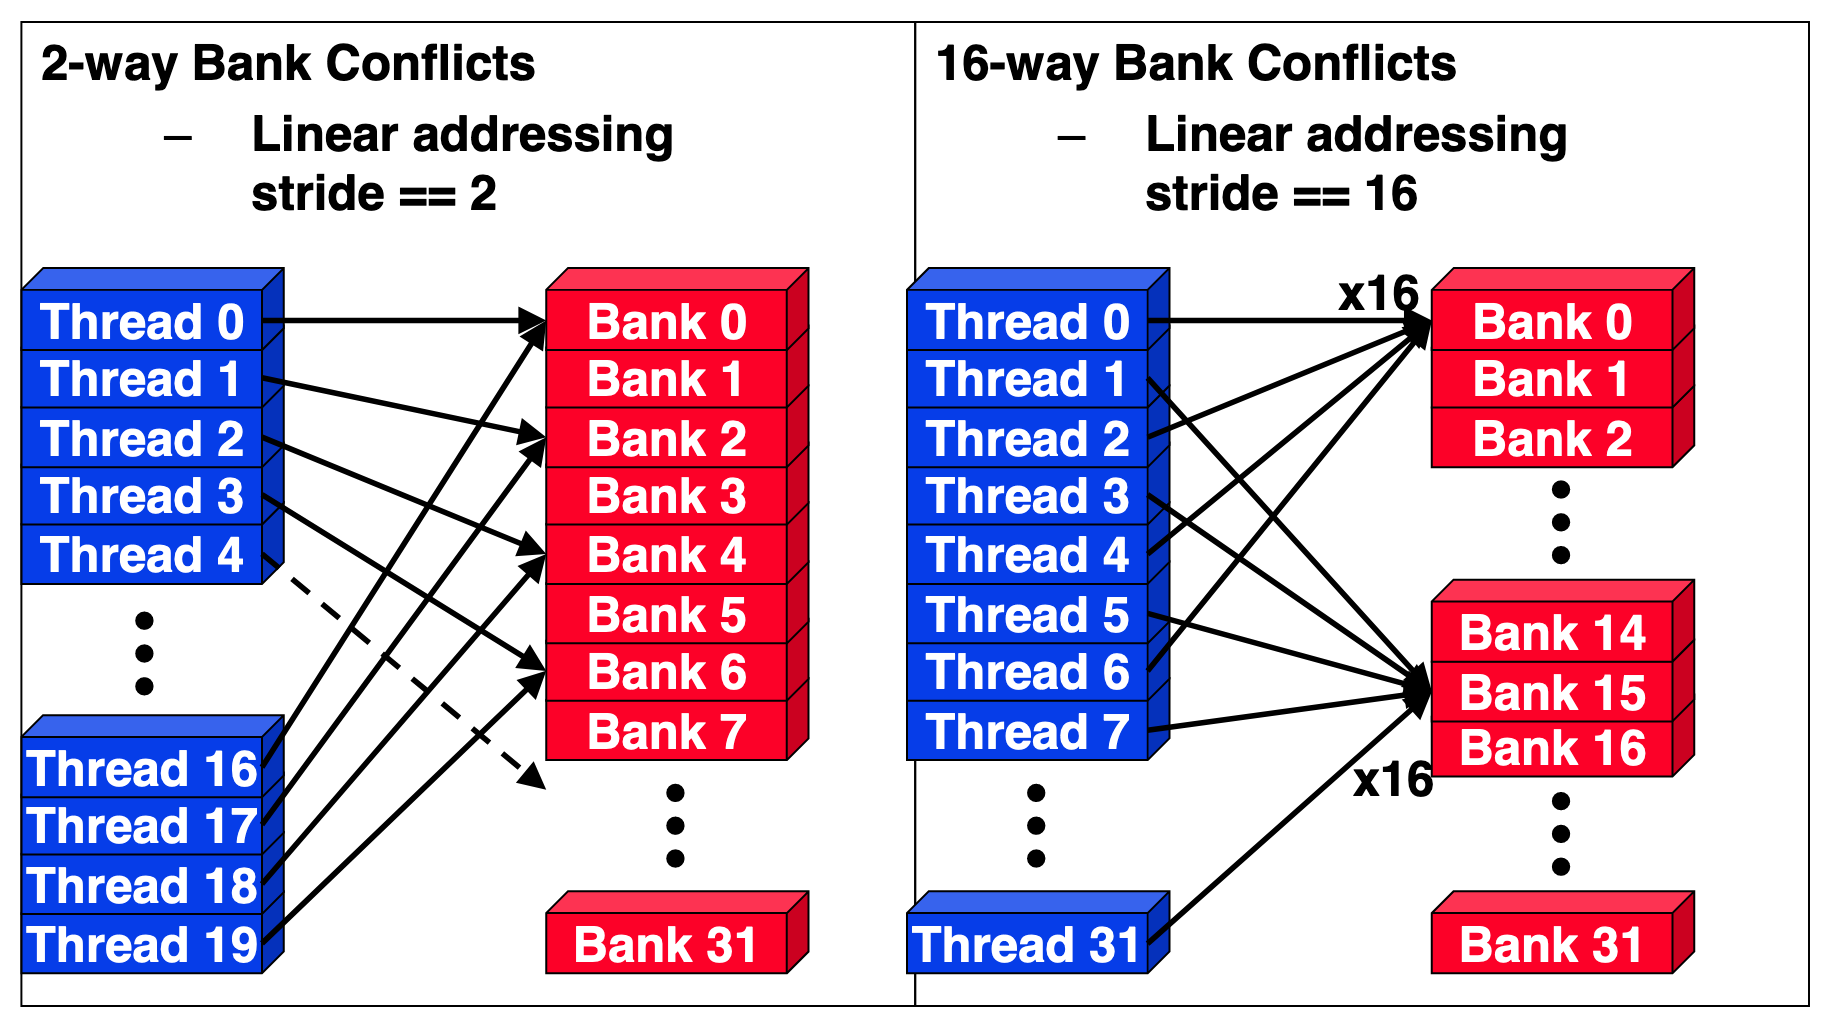 2-way Bank Conflicts
– Linear addressing
stride == 2
Thread 0
Thread 1
Thread 2
Thread 3
Thread 4
Thread 16
Thread 17
Thread 18
Thread 19
Bank 0
Bank 1
Bank 2
Bank 3
Bank 4
Bank 5
Bank 6
Bank 7
Bank 31
16-way Bank Conflicts
– Linear addressing
stride == 16
Thread 0
Thread 1
Thread 2
Thread 3
Thread 4
Thread 5
Thread 6
Thread 7
Thread 31
x16
x16
Bank 0
Bank 1
Bank 2
Bank 14
Bank 15
Bank 16
Bank 31